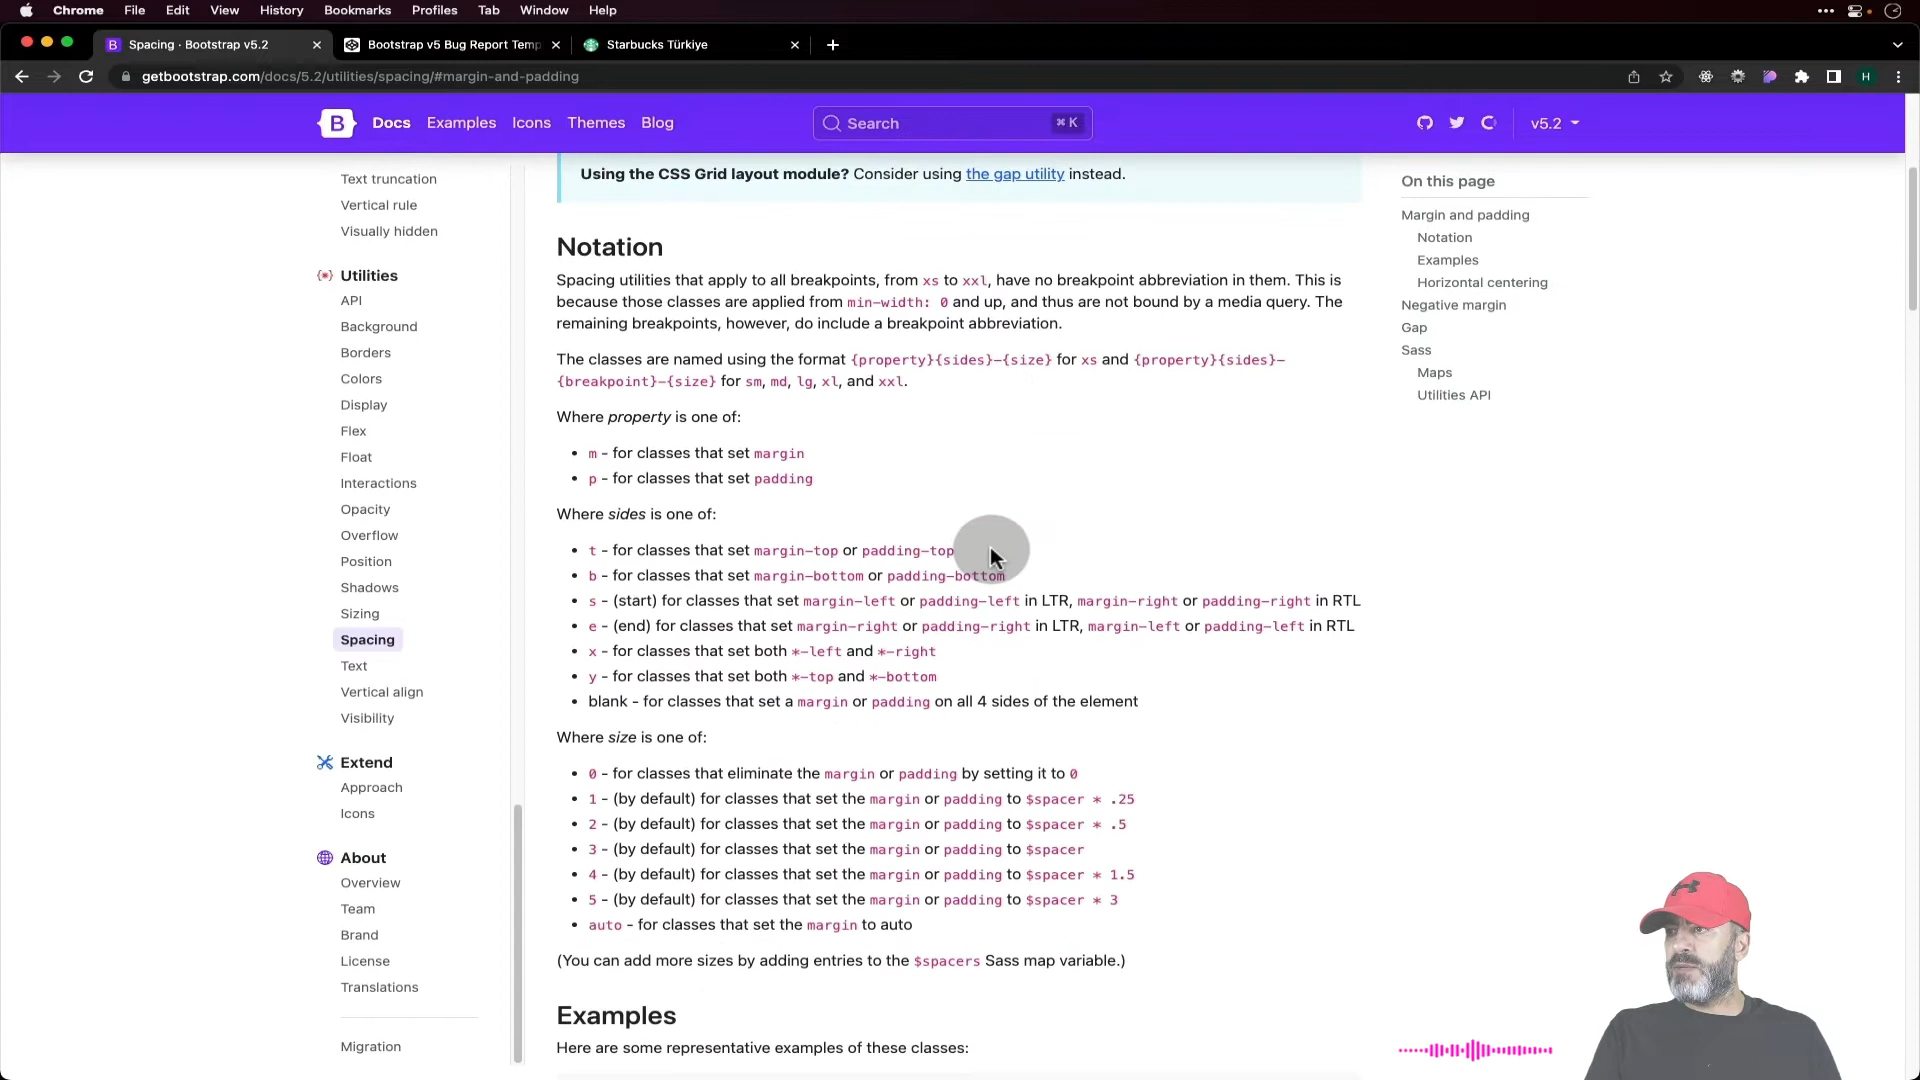 Chrome File Edit View History Bookmarks Profiles Tab Window Help
Spacing · Bootstrap v5.2
Bootstrap v5 Bug Report Temp
Starbucks Türkiye
getbootstrap.com/docs/5.2/utilities/spacing/#margin-and-padding
H
B Docs Examples Icons Themes Blog
Search ⌘ K
v5.2
Text truncation
Vertical rule
Visually hidden
Utilities
API
Background
Borders
Colors
Display
Flex
Float
Interactions
Opacity
Overflow
Position
Shadows
Sizing
Spacing
Text
Vertical align
Visibility
Extend
Approach
Icons
About
Overview
Team
Brand
License
Translations
Migration
Using the CSS Grid layout module? Consider using the gap utility instead.
Notation
Spacing utilities that apply to all breakpoints, from xs to xxl, have no breakpoint abbreviation in them. This is
because those classes are applied from min-width: 0 and up, and thus are not bound by a media query. The
remaining breakpoints, however, do include a breakpoint abbreviation.
The classes are named using the format {property}{sides}-{size} for xs and {property}{sides}-
{breakpoint}-{size} for sm, md, lg, xl, and xxl.
Where property is one of:
• m - for classes that set margin
• p - for classes that set padding
Where sides is one of:
• t - for classes that set margin-top or padding-top
• b - for classes that set margin-bottom or padding-bottom
• s - (start) for classes that set margin-left or padding-left in LTR, margin-right or padding-right in RTL
• e - (end) for classes that set margin-right or padding-right in LTR, margin-left or padding-left in RTL
• x - for classes that set both *-left and *-right
• y - for classes that set both *-top and *-bottom
• blank - for classes that set a margin or padding on all 4 sides of the element
Where size is one of:
• 0 - for classes that eliminate the margin or padding by setting it to 0
• 1 - (by default) for classes that set the margin or padding to $spacer * .25
• 2 - (by default) for classes that set the margin or padding to $spacer * .5
• 3 - (by default) for classes that set the margin or padding to $spacer
• 4 - (by default) for classes that set the margin or padding to $spacer * 1.5
• 5 - (by default) for classes that set the margin or padding to $spacer * 3
• auto - for classes that set the margin to auto
(You can add more sizes by adding entries to the $spacers Sass map variable.)
Examples
Here are some representative examples of these classes:
On this page
Margin and padding
Notation
Examples
Horizontal centering
Negative margin
Gap
Sass
Maps
Utilities API